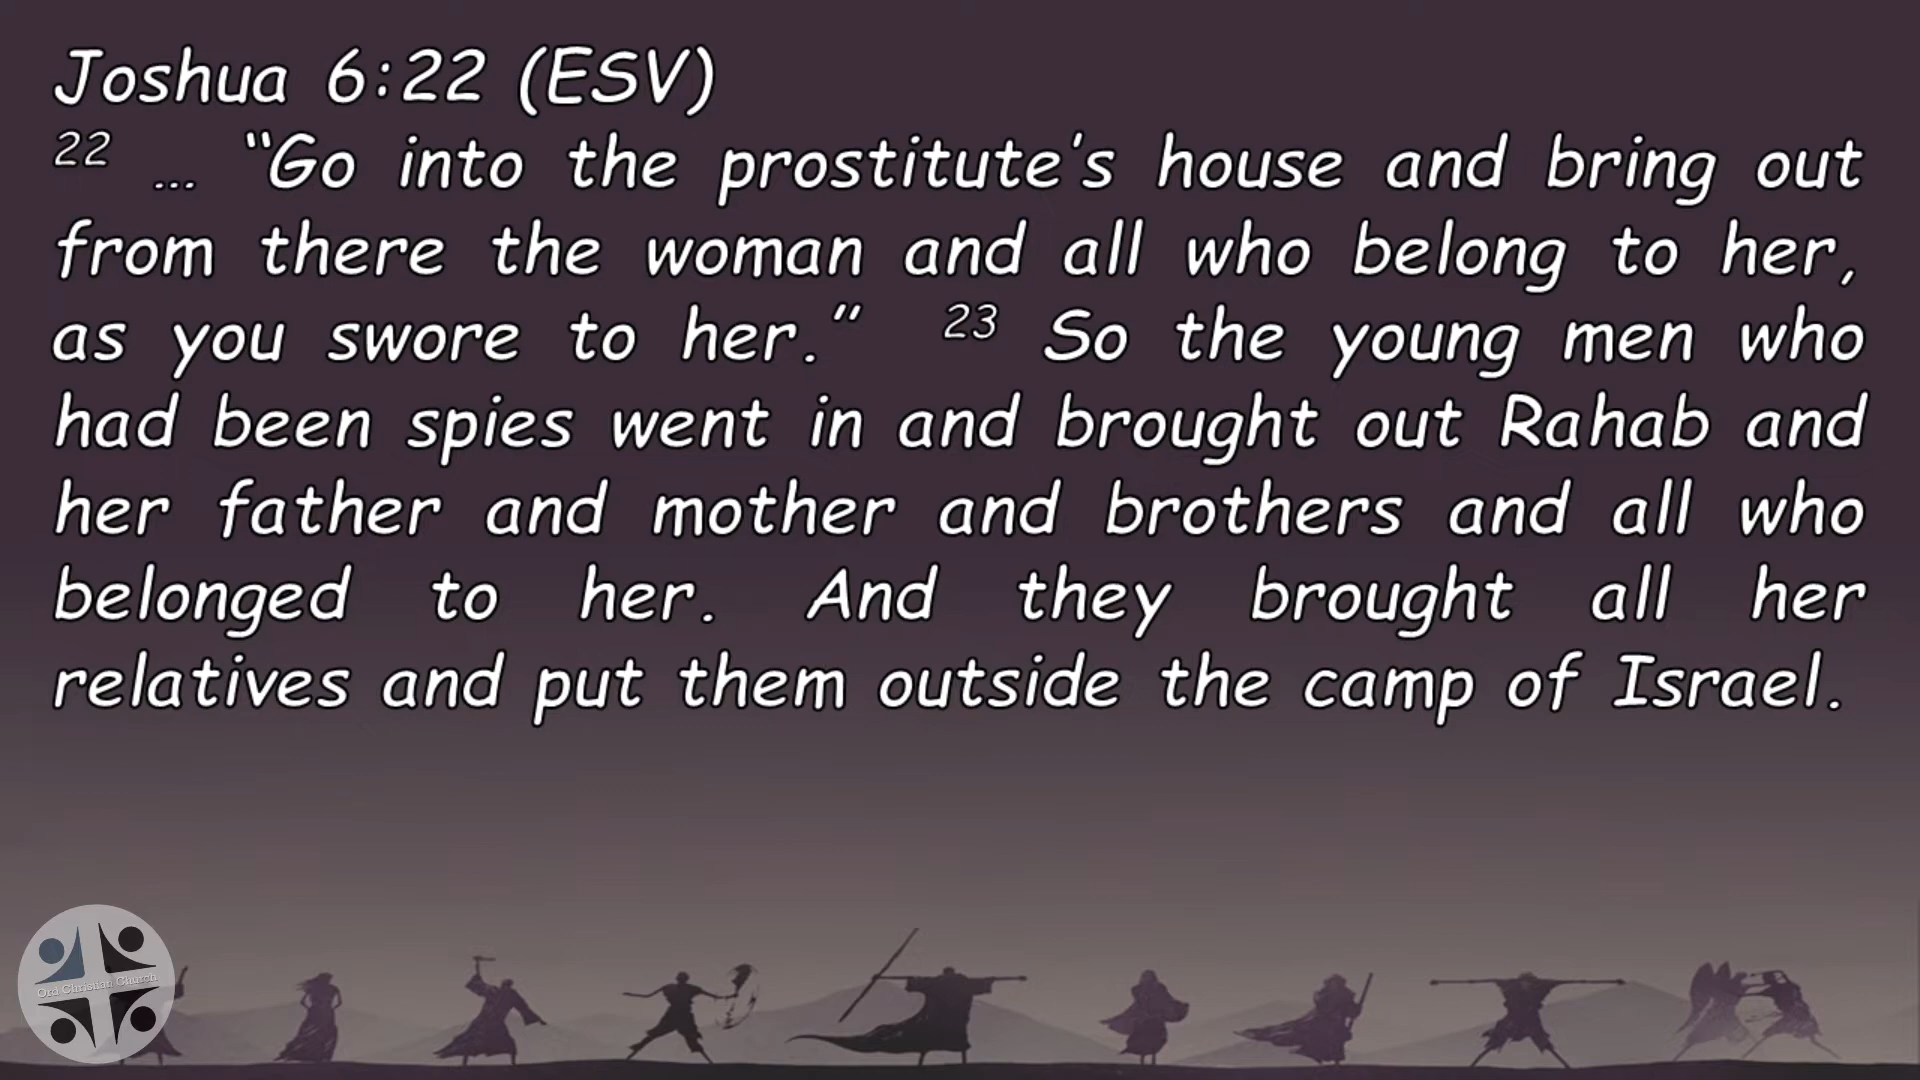 Joshua 6:22 (ESV)
22 … “Go into the prostitute's house and bring out
from there the woman and all who belong to her,
as you swore to her.” 23 So the young men who
had been spies went in and brought out Rahab and
her father and mother and brothers and all who
belonged to her. And they brought all her
relatives and put them outside the camp of Israel.
Ord Christian Church